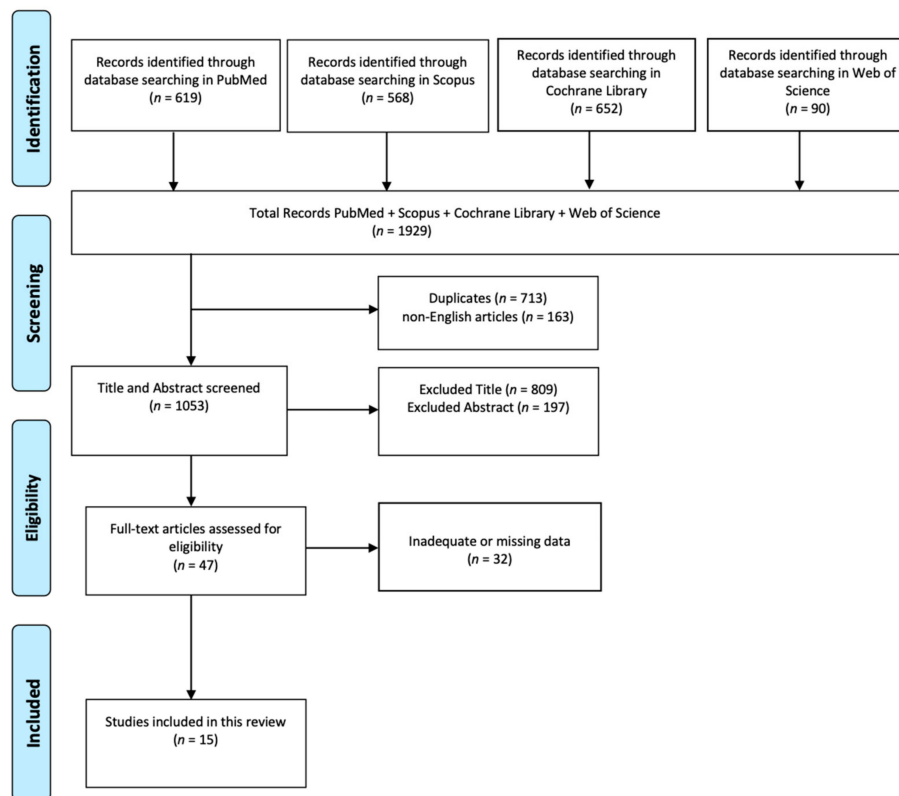 Identification
Records identified through
database searching in PubMed
(n = 619)
Records identified through
database searching in Scopus
(n = 568)
Records identified through
database searching in
Cochrane Library
(n = 652)
Records identified through
database searching in Web of
Science
(n = 90)
Total Records PubMed + Scopus + Cochrane Library + Web of Science
(n = 1929)
Screening
Duplicates (n = 713)
non-English articles (n = 163)
Title and Abstract screened
(n = 1053)
Excluded Title (n = 809)
Excluded Abstract (n = 197)
Eligibility
Full-text articles assessed for
eligibility
(n = 47)
Inadequate or missing data
(n = 32)
Included
Studies included in this review
(n = 15)